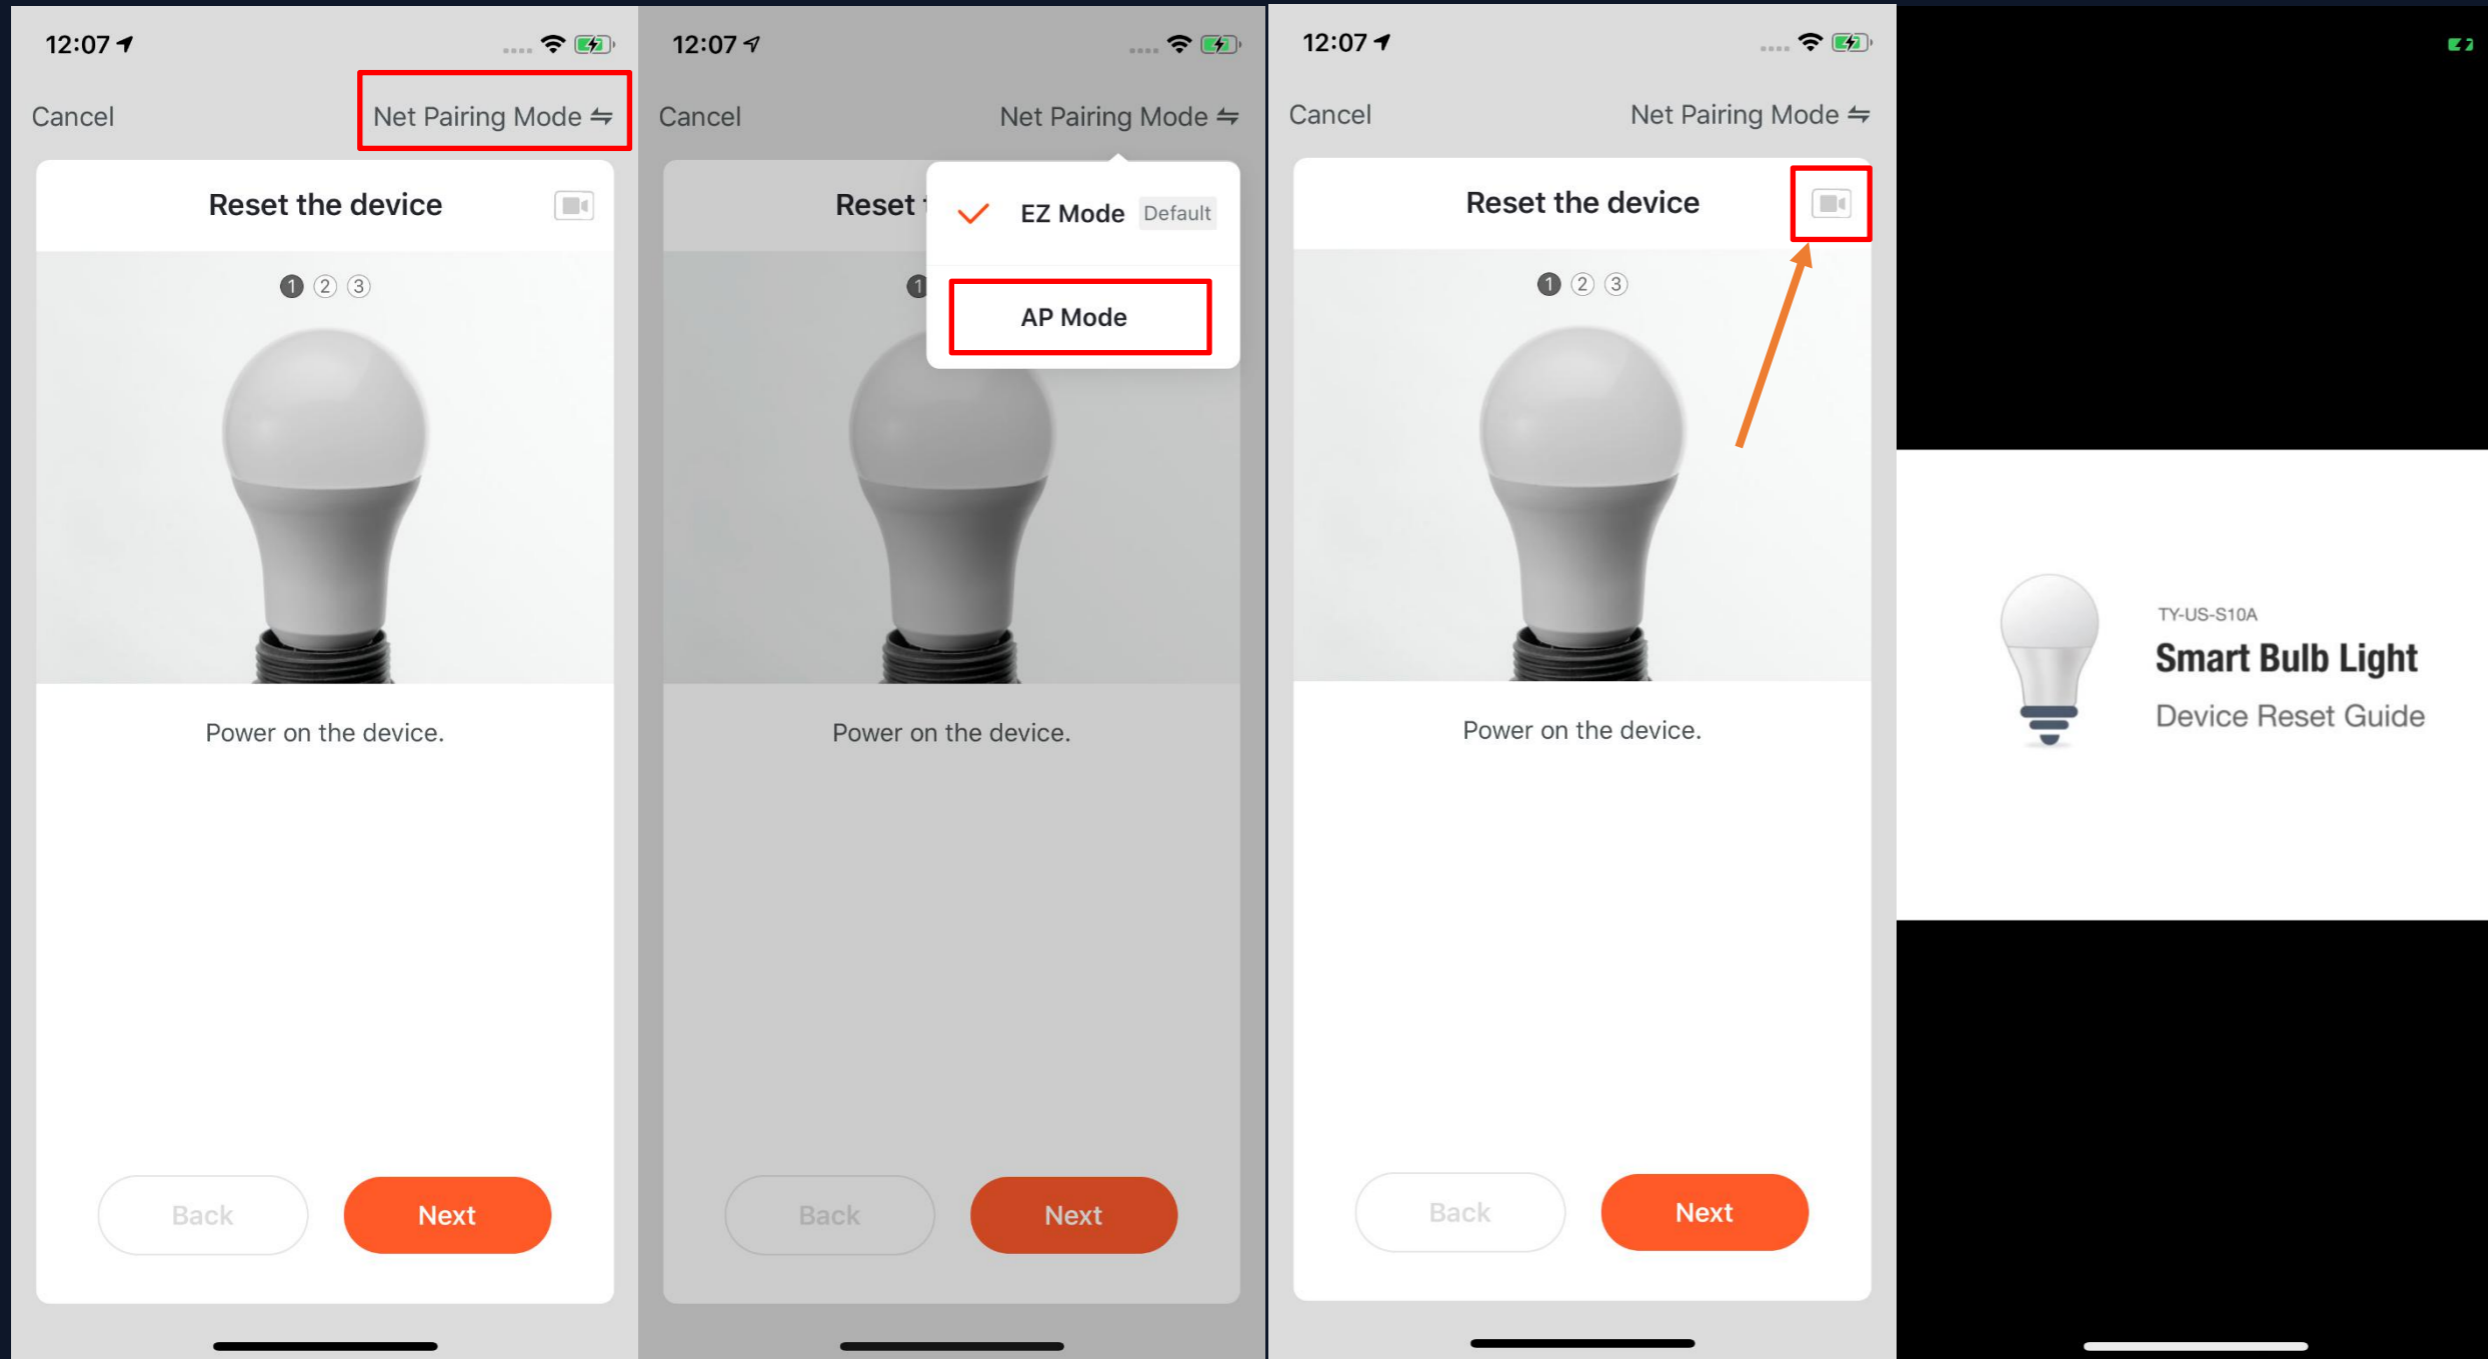 12:07
Cancel
Net Pairing Mode
Reset the device
1 2 3
Power on the device.
Back
Next
12:07
Cancel
Net Pairing Mode
Reset
EZ Mode Default
1
AP Mode
Power on the device.
Back
Next
12:07
Cancel
Net Pairing Mode
Reset the device
1 2 3
Power on the device.
Back
Next
TY-US-S10A
Smart Bulb Light
Device Reset Guide